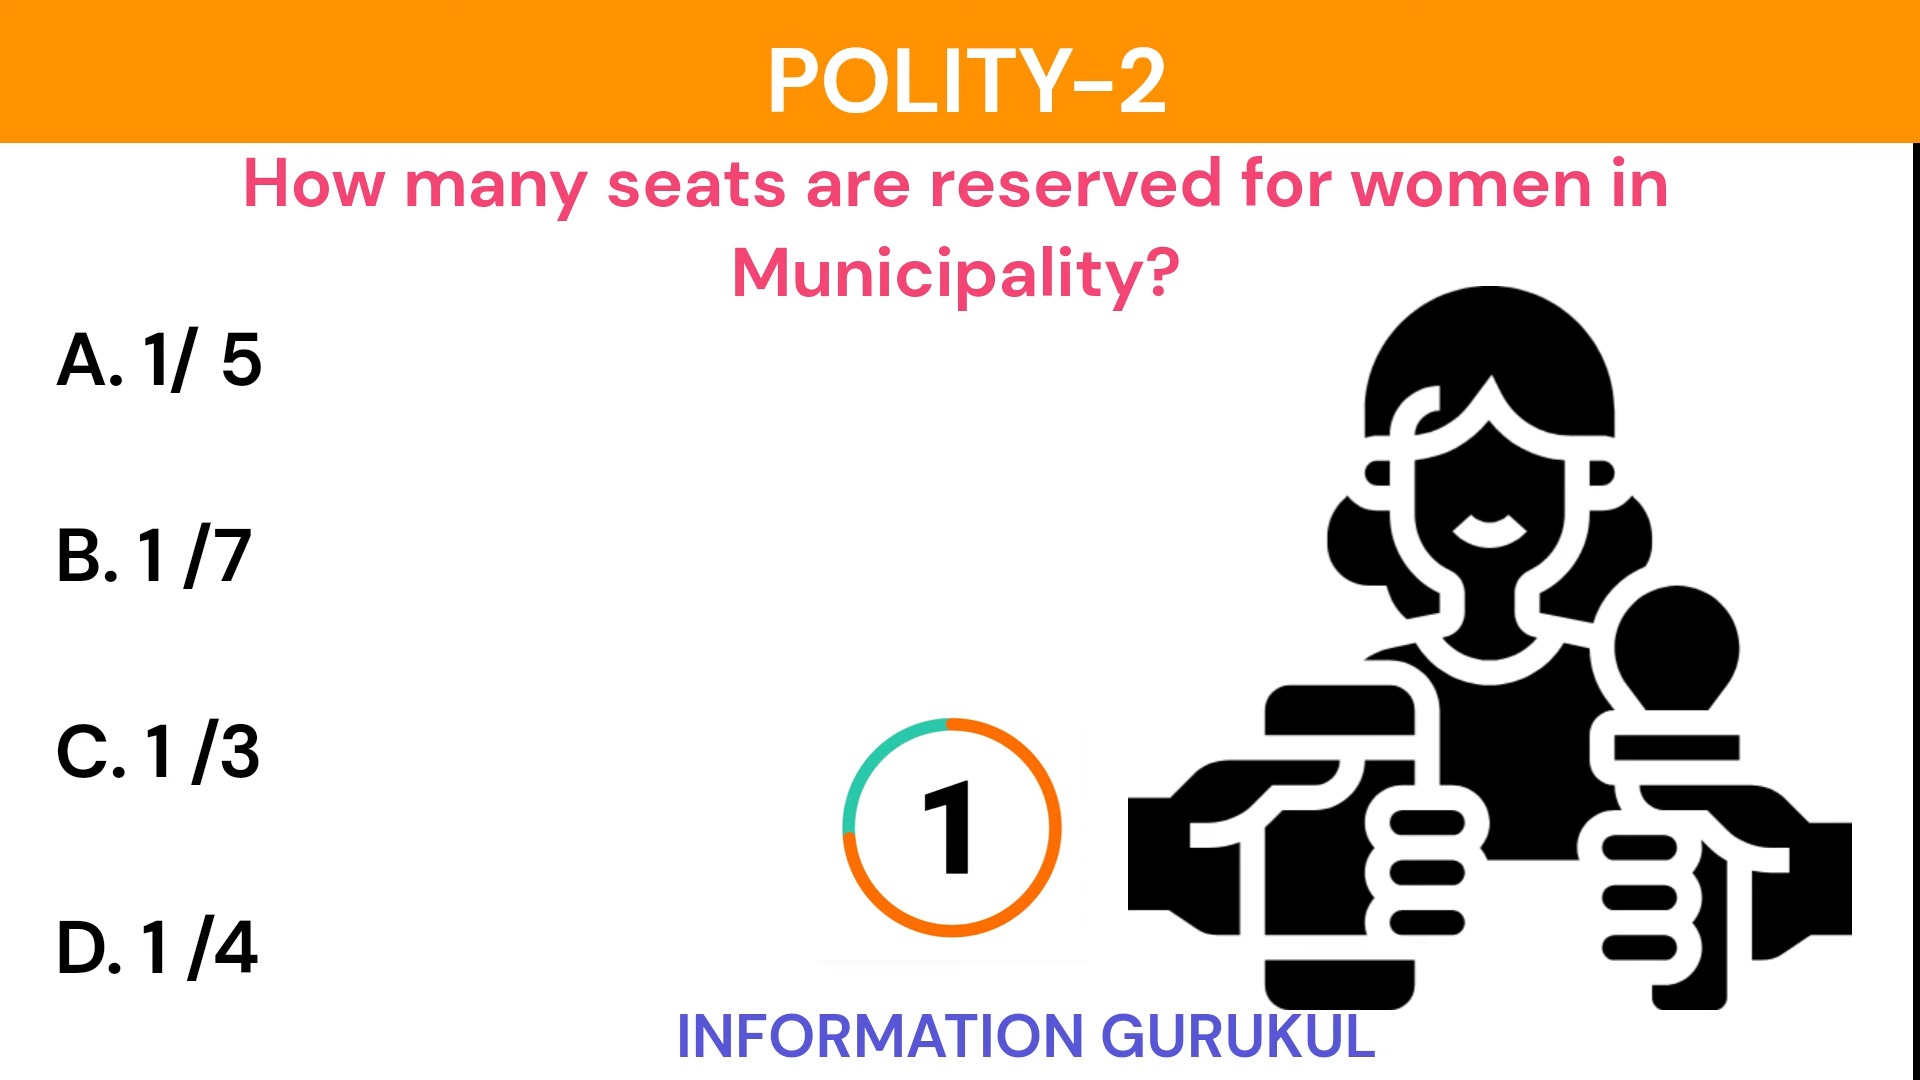 POLITY-2
How many seats are reserved for women in
Municipality?
A. 1/ 5
B. 1 /7
C. 1 /3
D. 1 /4
1
INFORMATION GURUKUL